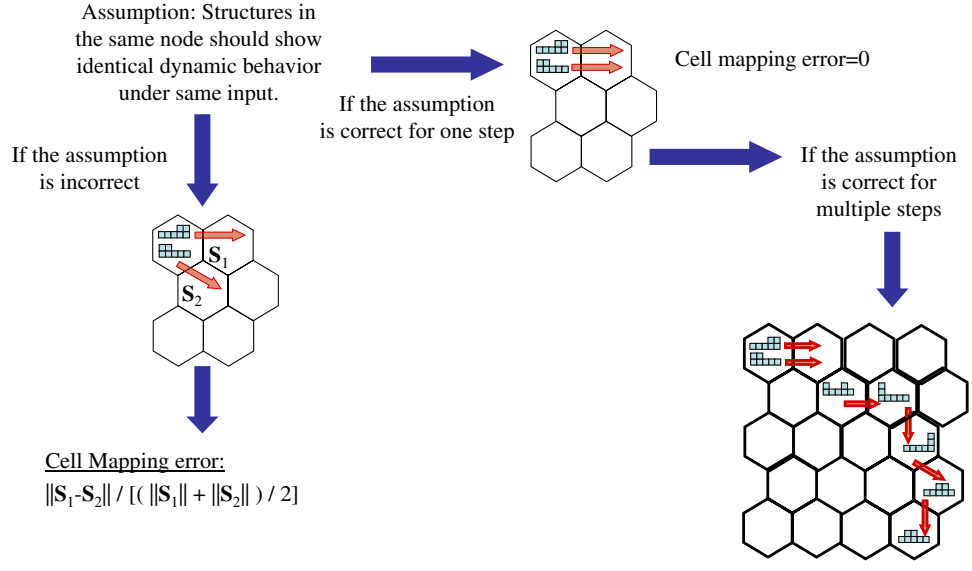 Assumption: Structures in
the same node should show
identical dynamic behavior
under same input.
If the assumption
is correct for one step
Cell mapping error=0
If the assumption
is incorrect
If the assumption
is correct for
multiple steps
S₁
S₂
Cell Mapping error:
||S₁-S₂|| / [( ||S₁|| + ||S₂|| ) / 2]